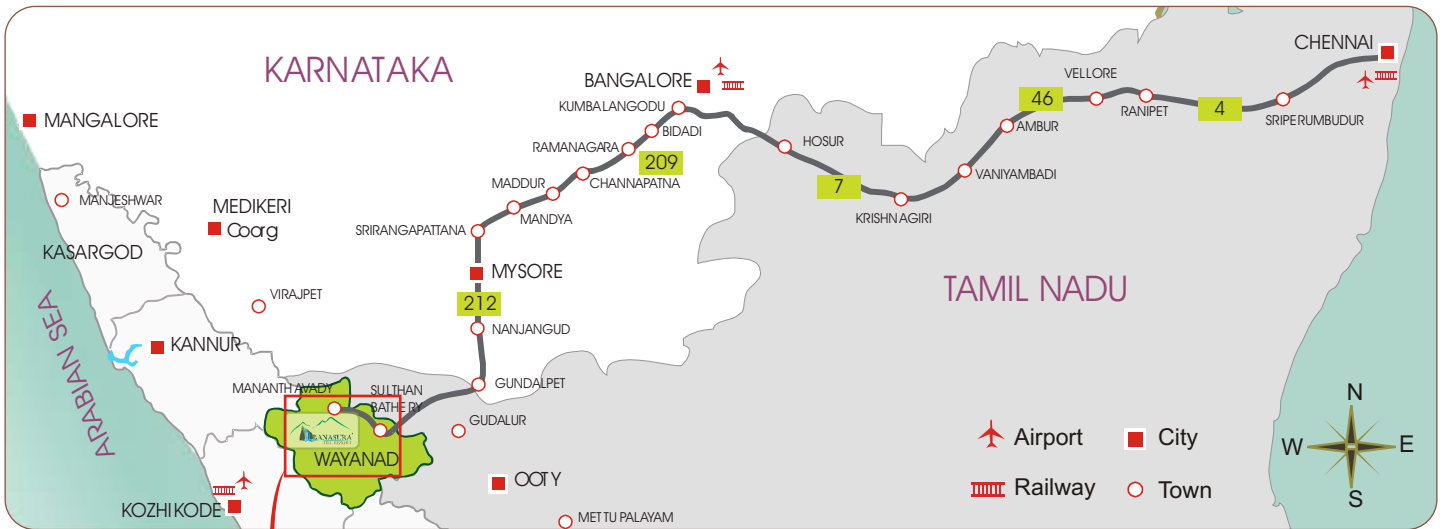 KARNATAKA
CHENNAI
BANGALORE
VELLORE
46
KUMBALANGODU
MANGALORE
RANIPET
4
SRIPERUMBUDUR
BIDADI
AMBUR
HOSUR
RAMANAGARA
209
VANIYAMBADI
MADDUR
CHANNAPATNA
7
MANJESHWAR
MEDIKERI
Coorg
MANDYA
KRISHNAGIRI
SRIRANGAPATTANA
KASARGOD
MYSORE
TAMIL NADU
VIRAJPET
212
ARABIAN SEA
NANJANGUD
KANNUR
MANANTHAVADY
SULTHAN
BATHERY
GUNDALPET
GUDALUR
BANASURA
WAYANAD
OOTY
KOZHIKODE
METTUPALAYAM
Airport
City
Railway
Town
N
W
E
S